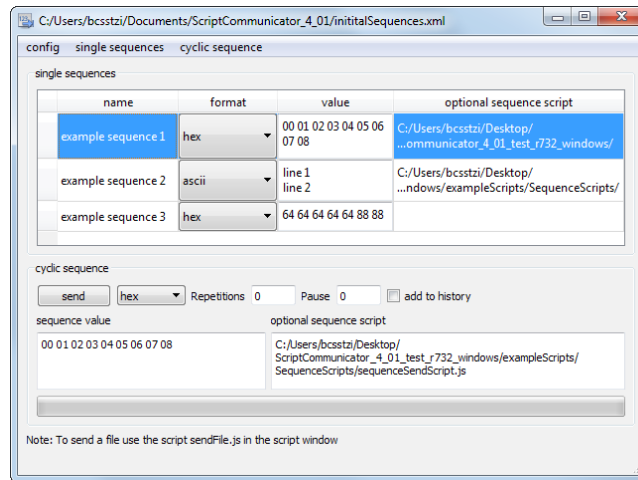 C:/Users/bcsstzi/Documents/ScriptCommunicator_4_01/inititalSequences.xml
config single sequences cyclic sequence
single sequences
name format value optional sequence script
example sequence 1 hex 00 01 02 03 04 05 06 07 08 C:/Users/bcsstzi/Desktop/ ...ommunicator_4_01_test_r732_windows/
example sequence 2 ascii line 1 line 2 C:/Users/bcsstzi/Desktop/ ...ndows/exampleScripts/SequenceScripts/
example sequence 3 hex 64 64 64 64 64 88 88
cyclic sequence
send hex Repetitions 0 Pause 0 add to history
sequence value optional sequence script
00 01 02 03 04 05 06 07 08 C:/Users/bcsstzi/Desktop/
ScriptCommunicator_4_01_test_r732_windows/exampleScripts/
SequenceScripts/sequenceSendScript.js
Note: To send a file use the script sendFile.js in the script window